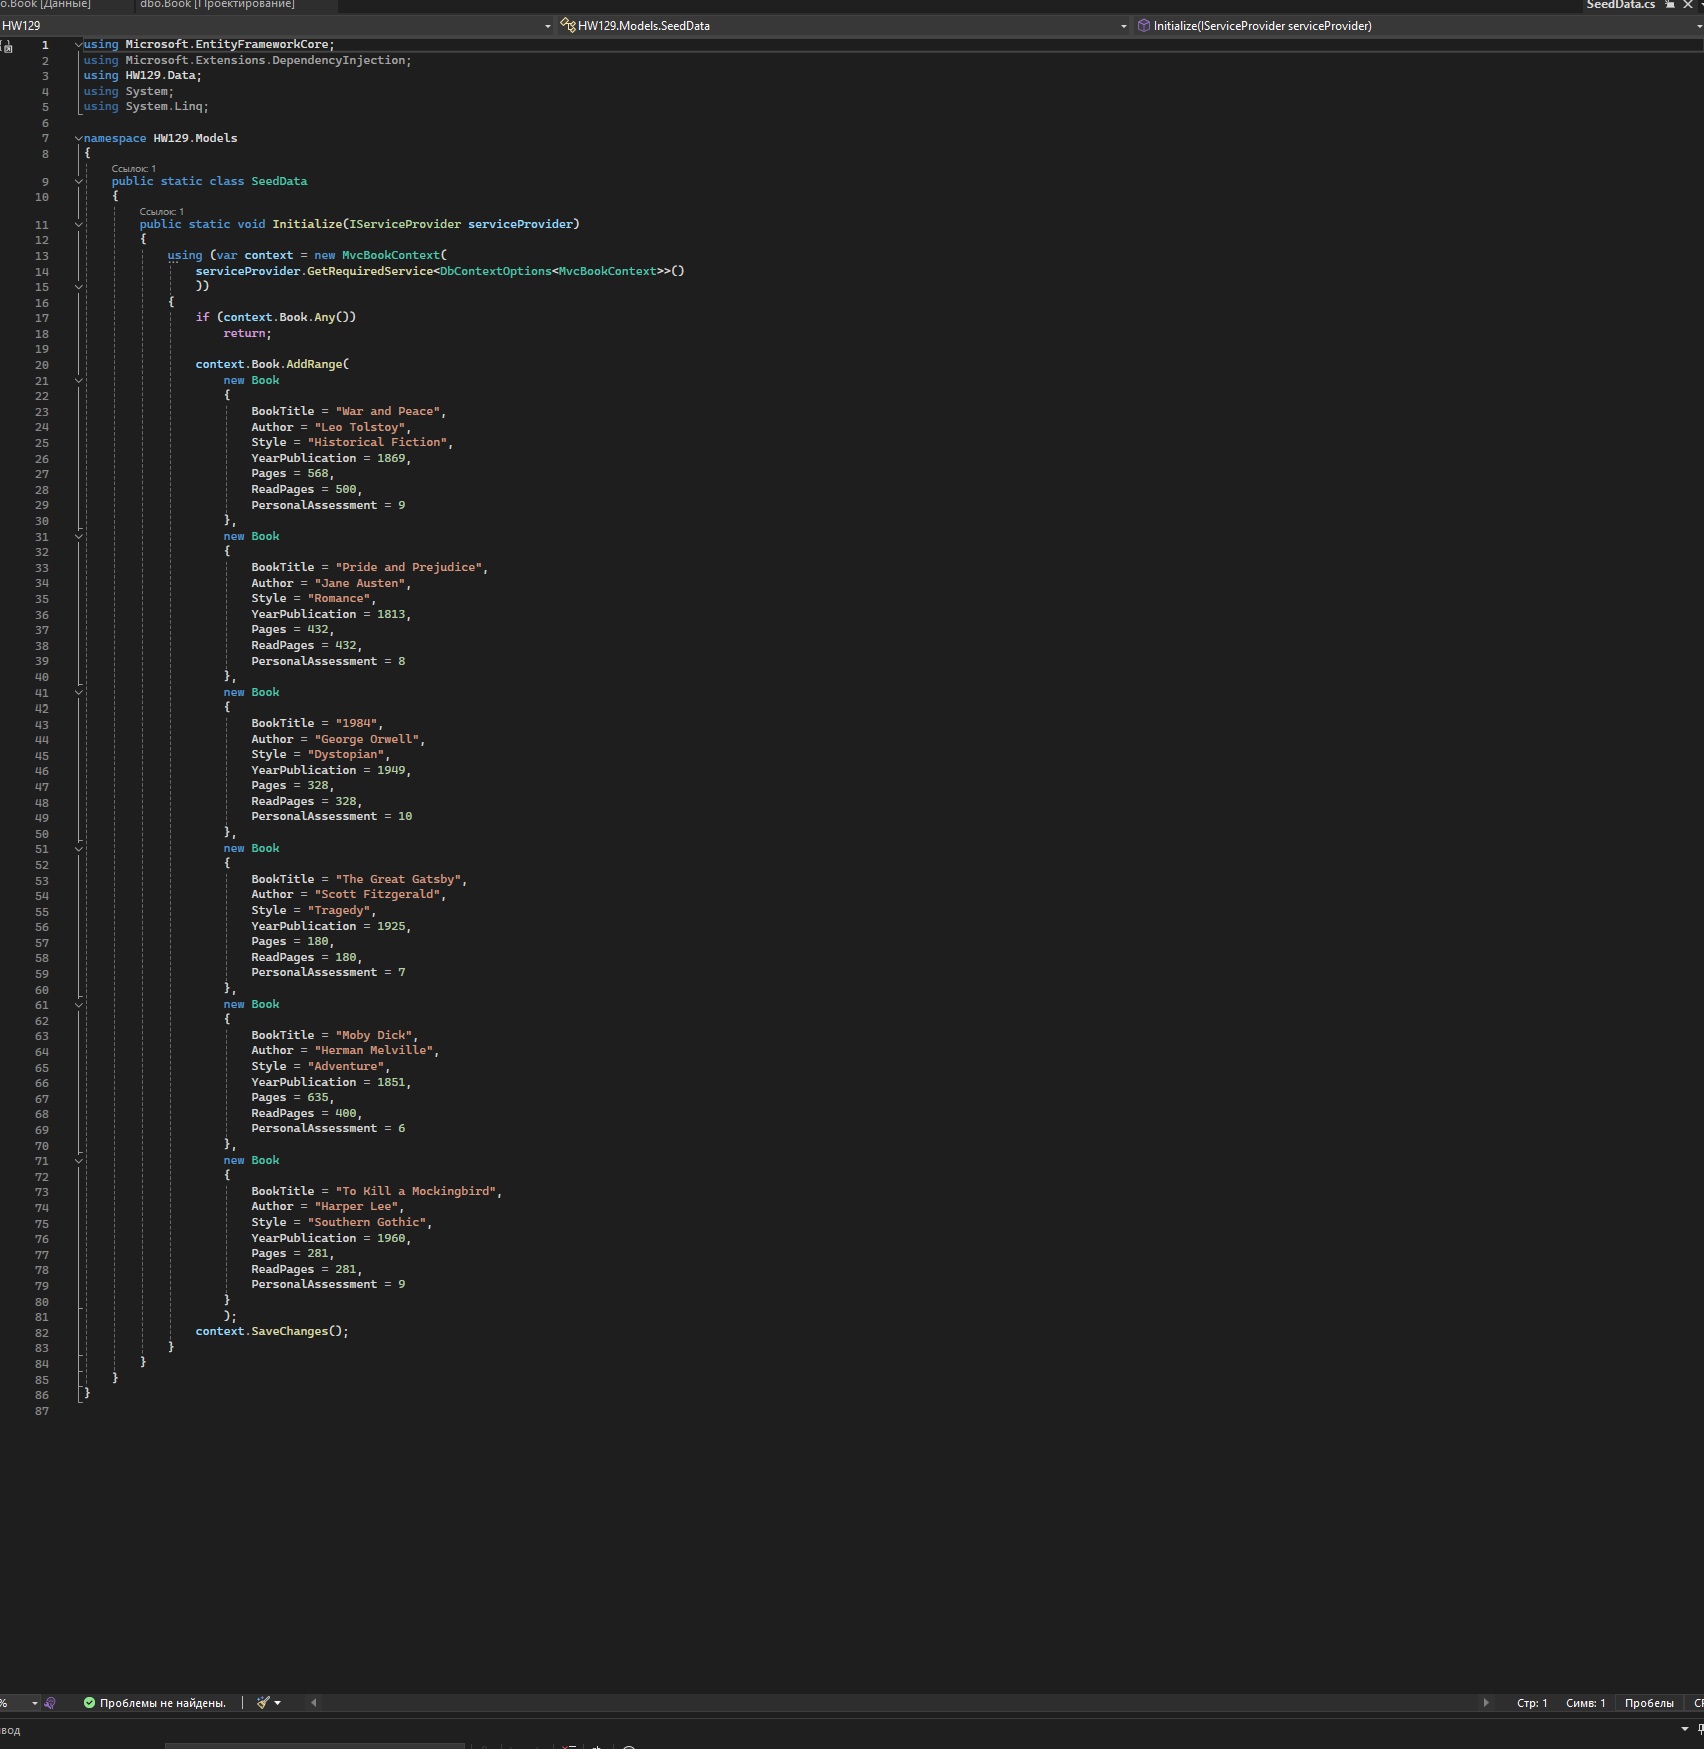 o.Book [Данные]
dbo.Book [Проектирование]
SeedData.cs
HW129
HW129.Models.SeedData
Initialize(IServiceProvider serviceProvider)
1 using Microsoft.EntityFrameworkCore;
2 using Microsoft.Extensions.DependencyInjection;
3 using HW129.Data;
4 using System;
5 using System.Linq;
6
7 namespace HW129.Models
8 {
Ссылок: 1
9 public static class SeedData
10 {
Ссылок: 1
11 public static void Initialize(IServiceProvider serviceProvider)
12 {
13 using (var context = new MvcBookContext(
14 serviceProvider.GetRequiredService<DbContextOptions<MvcBookContext>>()
15 ))
16 {
17 if (context.Book.Any())
18 return;
19
20 context.Book.AddRange(
21 new Book
22 {
23 BookTitle = "War and Peace",
24 Author = "Leo Tolstoy",
25 Style = "Historical Fiction",
26 YearPublication = 1869,
27 Pages = 568,
28 ReadPages = 500,
29 PersonalAssessment = 9
30 },
31 new Book
32 {
33 BookTitle = "Pride and Prejudice",
34 Author = "Jane Austen",
35 Style = "Romance",
36 YearPublication = 1813,
37 Pages = 432,
38 ReadPages = 432,
39 PersonalAssessment = 8
40 },
41 new Book
42 {
43 BookTitle = "1984",
44 Author = "George Orwell",
45 Style = "Dystopian",
46 YearPublication = 1949,
47 Pages = 328,
48 ReadPages = 328,
49 PersonalAssessment = 10
50 },
51 new Book
52 {
53 BookTitle = "The Great Gatsby",
54 Author = "Scott Fitzgerald",
55 Style = "Tragedy",
56 YearPublication = 1925,
57 Pages = 180,
58 ReadPages = 180,
59 PersonalAssessment = 7
60 },
61 new Book
62 {
63 BookTitle = "Moby Dick",
64 Author = "Herman Melville",
65 Style = "Adventure",
66 YearPublication = 1851,
67 Pages = 635,
68 ReadPages = 400,
69 PersonalAssessment = 6
70 },
71 new Book
72 {
73 BookTitle = "To Kill a Mockingbird",
74 Author = "Harper Lee",
75 Style = "Southern Gothic",
76 YearPublication = 1960,
77 Pages = 281,
78 ReadPages = 281,
79 PersonalAssessment = 9
80 }
81 );
82 context.SaveChanges();
83 }
84 }
85 }
86 }
87
% Проблемы не найдены. Стр: 1 Симв: 1 Пробелы
вод